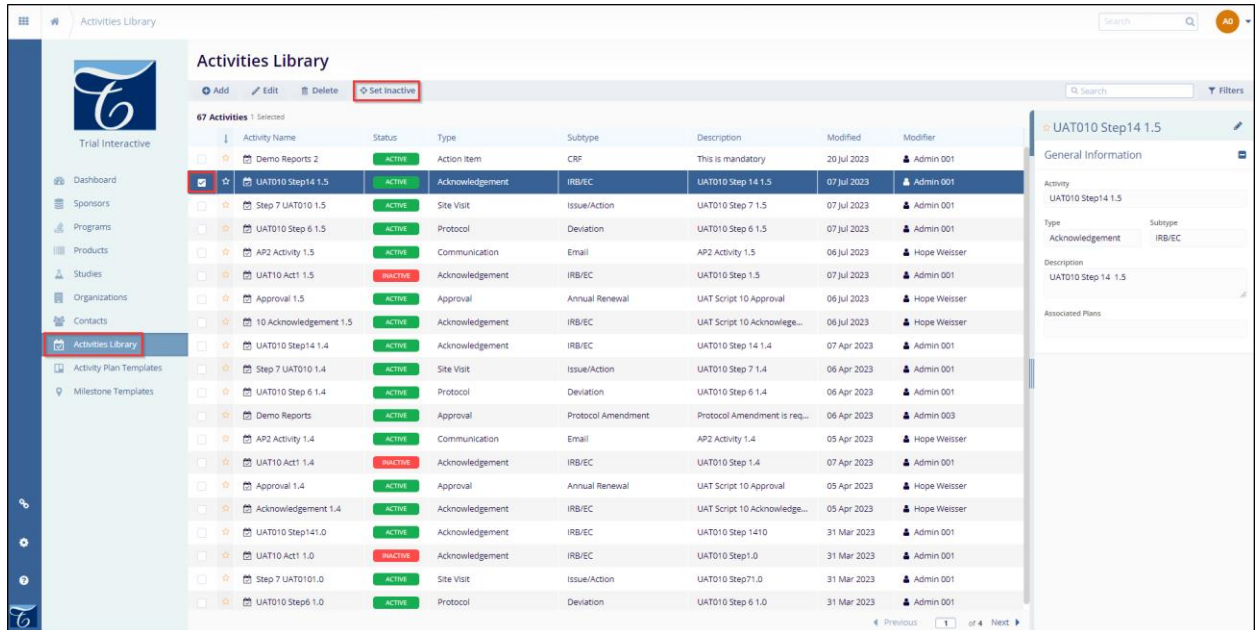 Activities Library
Search
AO
Trial Interactive
Dashboard
Sponsors
Programs
Products
Studies
Organizations
Contacts
Activities Library
Activity Plan Templates
Milestone Templates
Activities Library
Add Edit Delete Set Inactive
Search Filters
67 Activities 1 Selected
Activity Name Status Type Subtype Description Modified Modifier
Demo Reports 2 ACTIVE Action Item CRF This is mandatory 20 Jul 2023 Admin 001
UAT010 Step14 1.5 ACTIVE Acknowledgement IRB/EC UAT010 Step 14 1.5 07 Jul 2023 Admin 001
Step 7 UAT010 1.5 ACTIVE Site Visit Issue/Action UAT010 Step 7 1.5 07 Jul 2023 Admin 001
UAT010 Step 6 1.5 ACTIVE Protocol Deviation UAT010 Step 6 1.5 07 Jul 2023 Admin 001
AP2 Activity 1.5 ACTIVE Communication Email AP2 Activity 1.5 06 Jul 2023 Hope Weisser
UAT10 Act1 1.5 INACTIVE Acknowledgement IRB/EC UAT010 Step 1.5 07 Jul 2023 Admin 001
Approval 1.5 ACTIVE Approval Annual Renewal UAT Script 10 Approval 06 Jul 2023 Hope Weisser
10 Acknowledgement 1.5 ACTIVE Acknowledgement IRB/EC UAT Script 10 Acknowlege... 06 Jul 2023 Hope Weisser
UAT010 Step14 1.4 ACTIVE Acknowledgement IRB/EC UAT010 Step 14 1.4 07 Apr 2023 Admin 001
Step 7 UAT010 1.4 ACTIVE Site Visit Issue/Action UAT010 Step 7 1.4 06 Apr 2023 Admin 001
UAT010 Step 6 1.4 ACTIVE Protocol Deviation UAT010 Step 6 1.4 07 Apr 2023 Admin 001
Demo Reports ACTIVE Approval Protocol Amendment Protocol Amendment is req... 06 Apr 2023 Admin 003
AP2 Activity 1.4 ACTIVE Communication Email AP2 Activity 1.4 05 Apr 2023 Hope Weisser
UAT10 Act1 1.4 INACTIVE Acknowledgement IRB/EC UAT010 Step 1.4 07 Apr 2023 Admin 001
Approval 1.4 ACTIVE Approval Annual Renewal UAT Script 10 Approval 05 Apr 2023 Hope Weisser
Acknowledgement 1.4 ACTIVE Acknowledgement IRB/EC UAT Script 10 Acknowledge... 05 Apr 2023 Hope Weisser
UAT010 Step141.0 ACTIVE Acknowledgement IRB/EC UAT010 Step 1410 31 Mar 2023 Admin 001
UAT10 Act1 1.0 INACTIVE Acknowledgement IRB/EC UAT010 Step1.0 31 Mar 2023 Admin 001
Step 7 UAT0101.0 ACTIVE Site Visit Issue/Action UAT010 Step71.0 31 Mar 2023 Admin 001
UAT010 Step6 1.0 ACTIVE Protocol Deviation UAT010 Step 6 1.0 31 Mar 2023 Admin 001
Previous 1 of 4 Next
UAT010 Step14 1.5
General Information
Activity
UAT010 Step14 1.5
Type Subtype
Acknowledgement IRB/EC
Description
UAT010 Step 14 1.5
Associated Plans